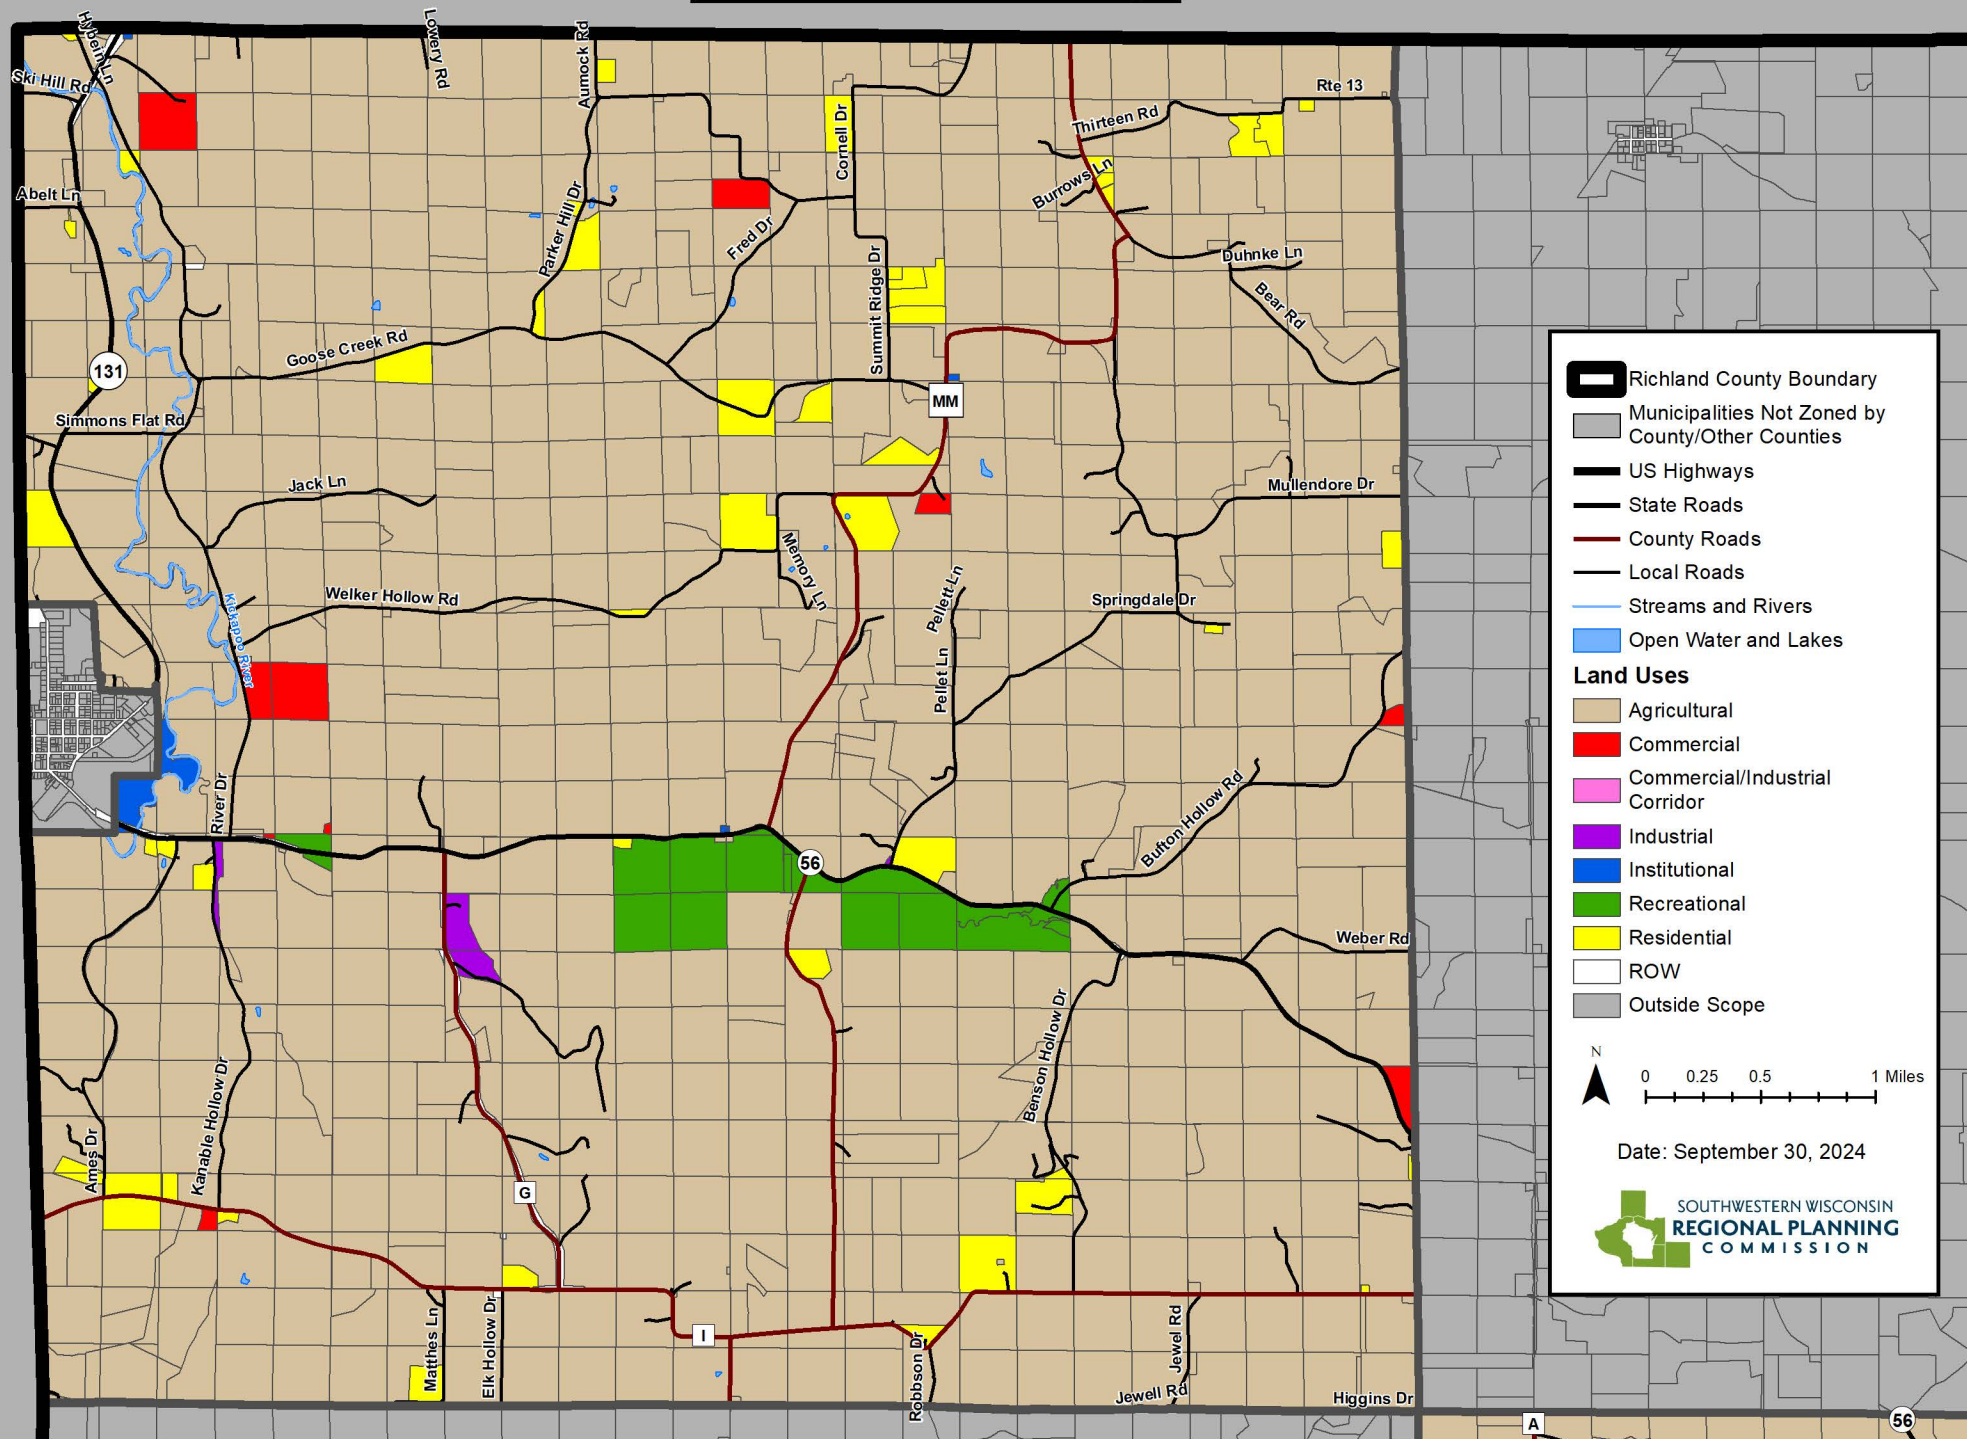 Hybein Ln
Lowery Rd
Aumock Rd
Ski Hill Rd
Rte 13
Cornell Dr
Thirteen Rd
Abelt Ln
Burrows Ln
Parker Hill Dr
Fred Dr
Summit Ridge Dr
Duhnke Ln
Bear Rd
Goose Creek Rd
131
MM
Simmons Flat Rd
Jack Ln
Mullendore Dr
Memory Ln
Pellett Ln
Welker Hollow Rd
Springdale Dr
Kickapoo River
Pellet Ln
River Dr
Bufton Hollow Rd
56
Weber Rd
Benson Hollow Dr
Kanable Hollow Dr
Ames Dr
G
I
Matthes Ln
Elk Hollow Dr
Robbson Dr
Jewel Rd
Jewell Rd
Higgins Dr
A
56
Richland County Boundary
Municipalities Not Zoned by
County/Other Counties
US Highways
State Roads
County Roads
Local Roads
Streams and Rivers
Open Water and Lakes
Land Uses
Agricultural
Commercial
Commercial/Industrial
Corridor
Industrial
Institutional
Recreational
Residential
ROW
Outside Scope
N
0 0.25 0.5 1 Miles
Date: September 30, 2024
SOUTHWESTERN WISCONSIN
REGIONAL PLANNING
COMMISSION